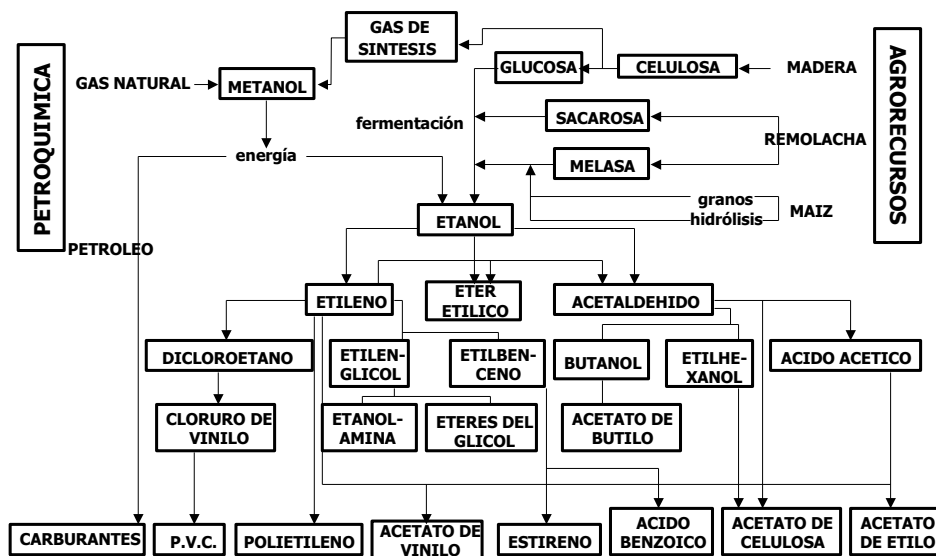 PETROQUIMICA
AGRORECURSOS
GAS DE
SINTESIS
GLUCOSA
CELULOSA
MADERA
GAS NATURAL
METANOL
fermentación
SACAROSA
REMOLACHA
energía
MELASA
granos
hidrólisis
MAIZ
ETANOL
PETROLEO
ETILENO
ETER
ETILICO
ACETALDEHIDO
DICLOROETANO
ETILEN-
GLICOL
ETILBEN-
CENO
BUTANOL
ETILHE-
XANOL
ACIDO ACETICO
CLORURO DE
VINILO
ETANOL-
AMINA
ETERES DEL
GLICOL
ACETATO DE
BUTILO
CARBURANTES
P.V.C.
POLIETILENO
ACETATO DE
VINILO
ESTIRENO
ACIDO
BENZOICO
ACETATO DE
CELULOSA
ACETATO
DE ETILO